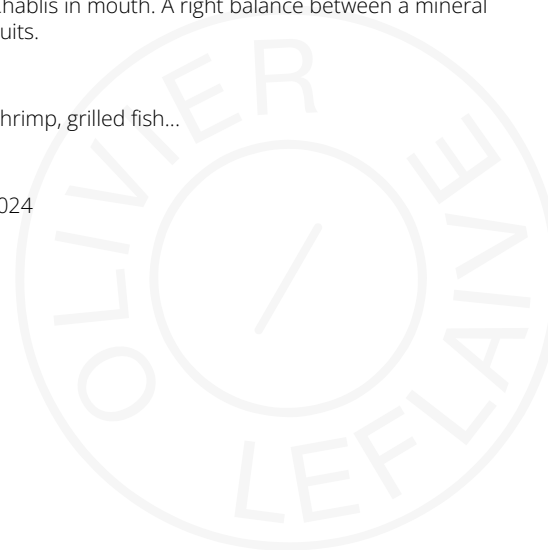 hablis in mouth. A right balance between a mineral
uits.
hrimp, grilled fish...
024
OLIVIER LEFLAIVE